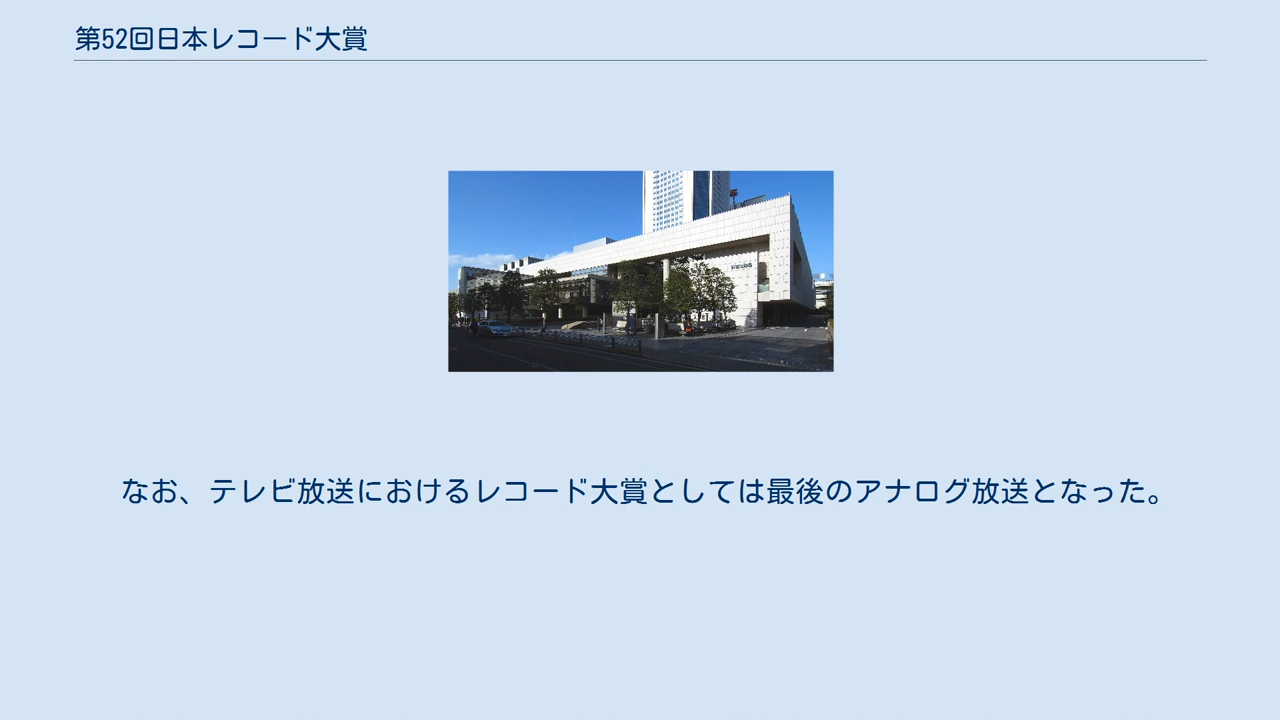 第52回日本レコード大賞
なお、テレビ放送におけるレコード大賞としては最後のアナログ放送となった。